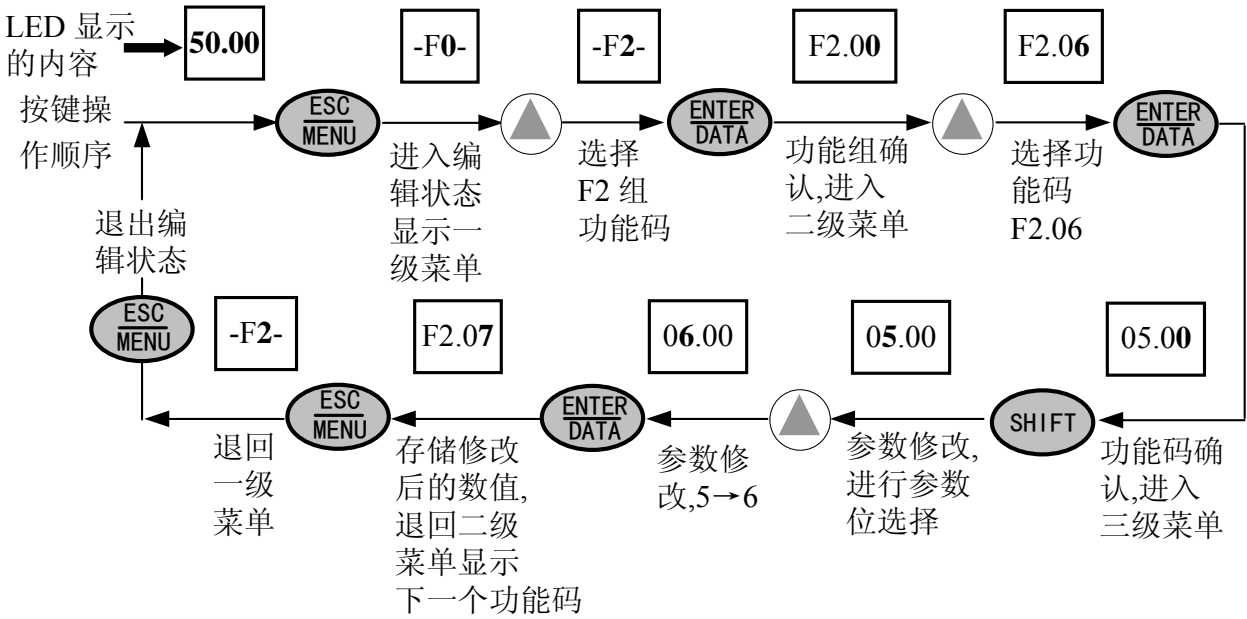 LED 显示
的内容
50.00
-F0-
-F2-
F2.00
F2.06
按键操
作顺序
ESC
MENU
进入编
辑状态
显示一
级菜单
选择
F2 组
功能码
ENTER
DATA
功能组确
认,进入
二级菜单
选择功
能码
F2.06
ENTER
DATA
退出编
辑状态
ESC
MENU
-F2-
F2.07
06.00
05.00
05.00
ESC
MENU
ENTER
DATA
SHIFT
退回
一级
菜单
存储修改
后的数值,
退回二级
菜单显示
下一个功能码
参数修
改,5→6
参数修改,
进行参数
位选择
功能码确
认,进入
三级菜单